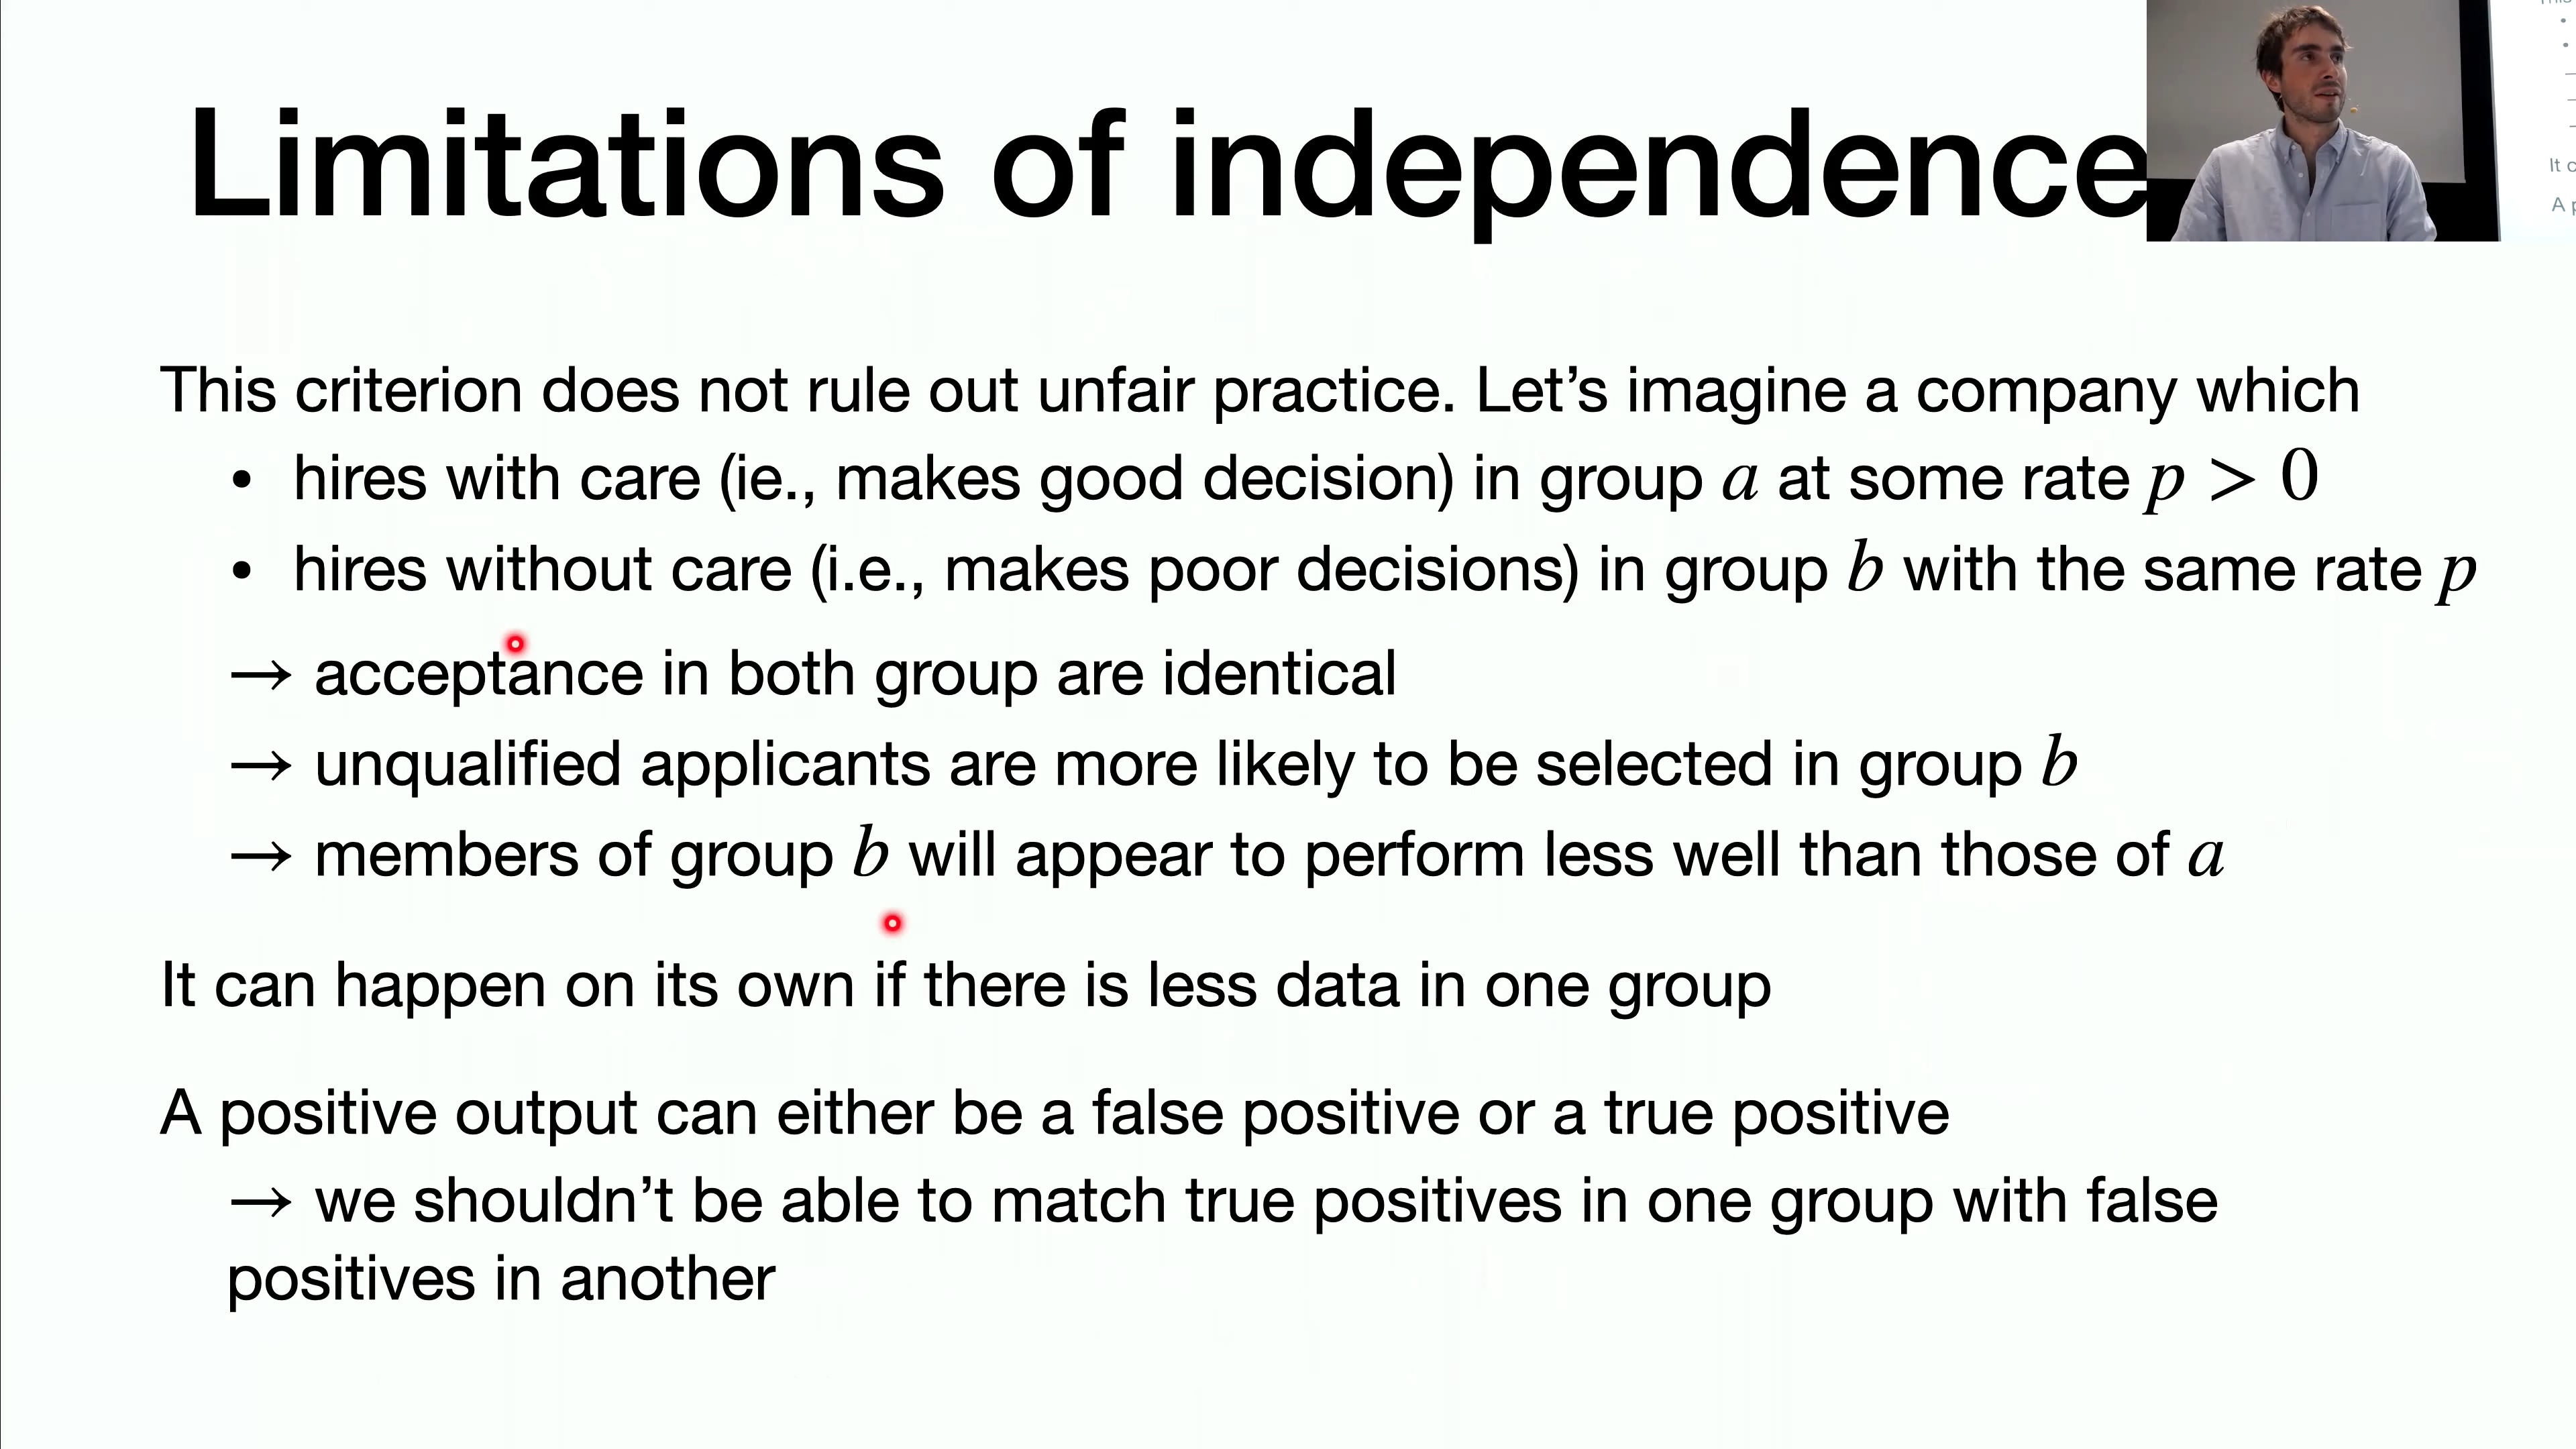 Limitations of independence
This criterion does not rule out unfair practice. Let’s imagine a company which
• hires with care (ie., makes good decision) in group a at some rate p > 0
• hires without care (i.e., makes poor decisions) in group b with the same rate p
→ acceptance in both group are identical
→ unqualified applicants are more likely to be selected in group b
→ members of group b will appear to perform less well than those of a
It can happen on its own if there is less data in one group
A positive output can either be a false positive or a true positive
→ we shouldn’t be able to match true positives in one group with false
positives in another